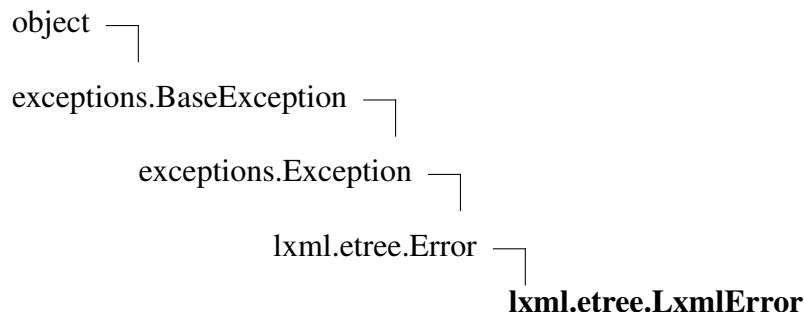 object
exceptions.BaseException
exceptions.Exception
lxml.etree.Error
lxml.etree.LxmlError